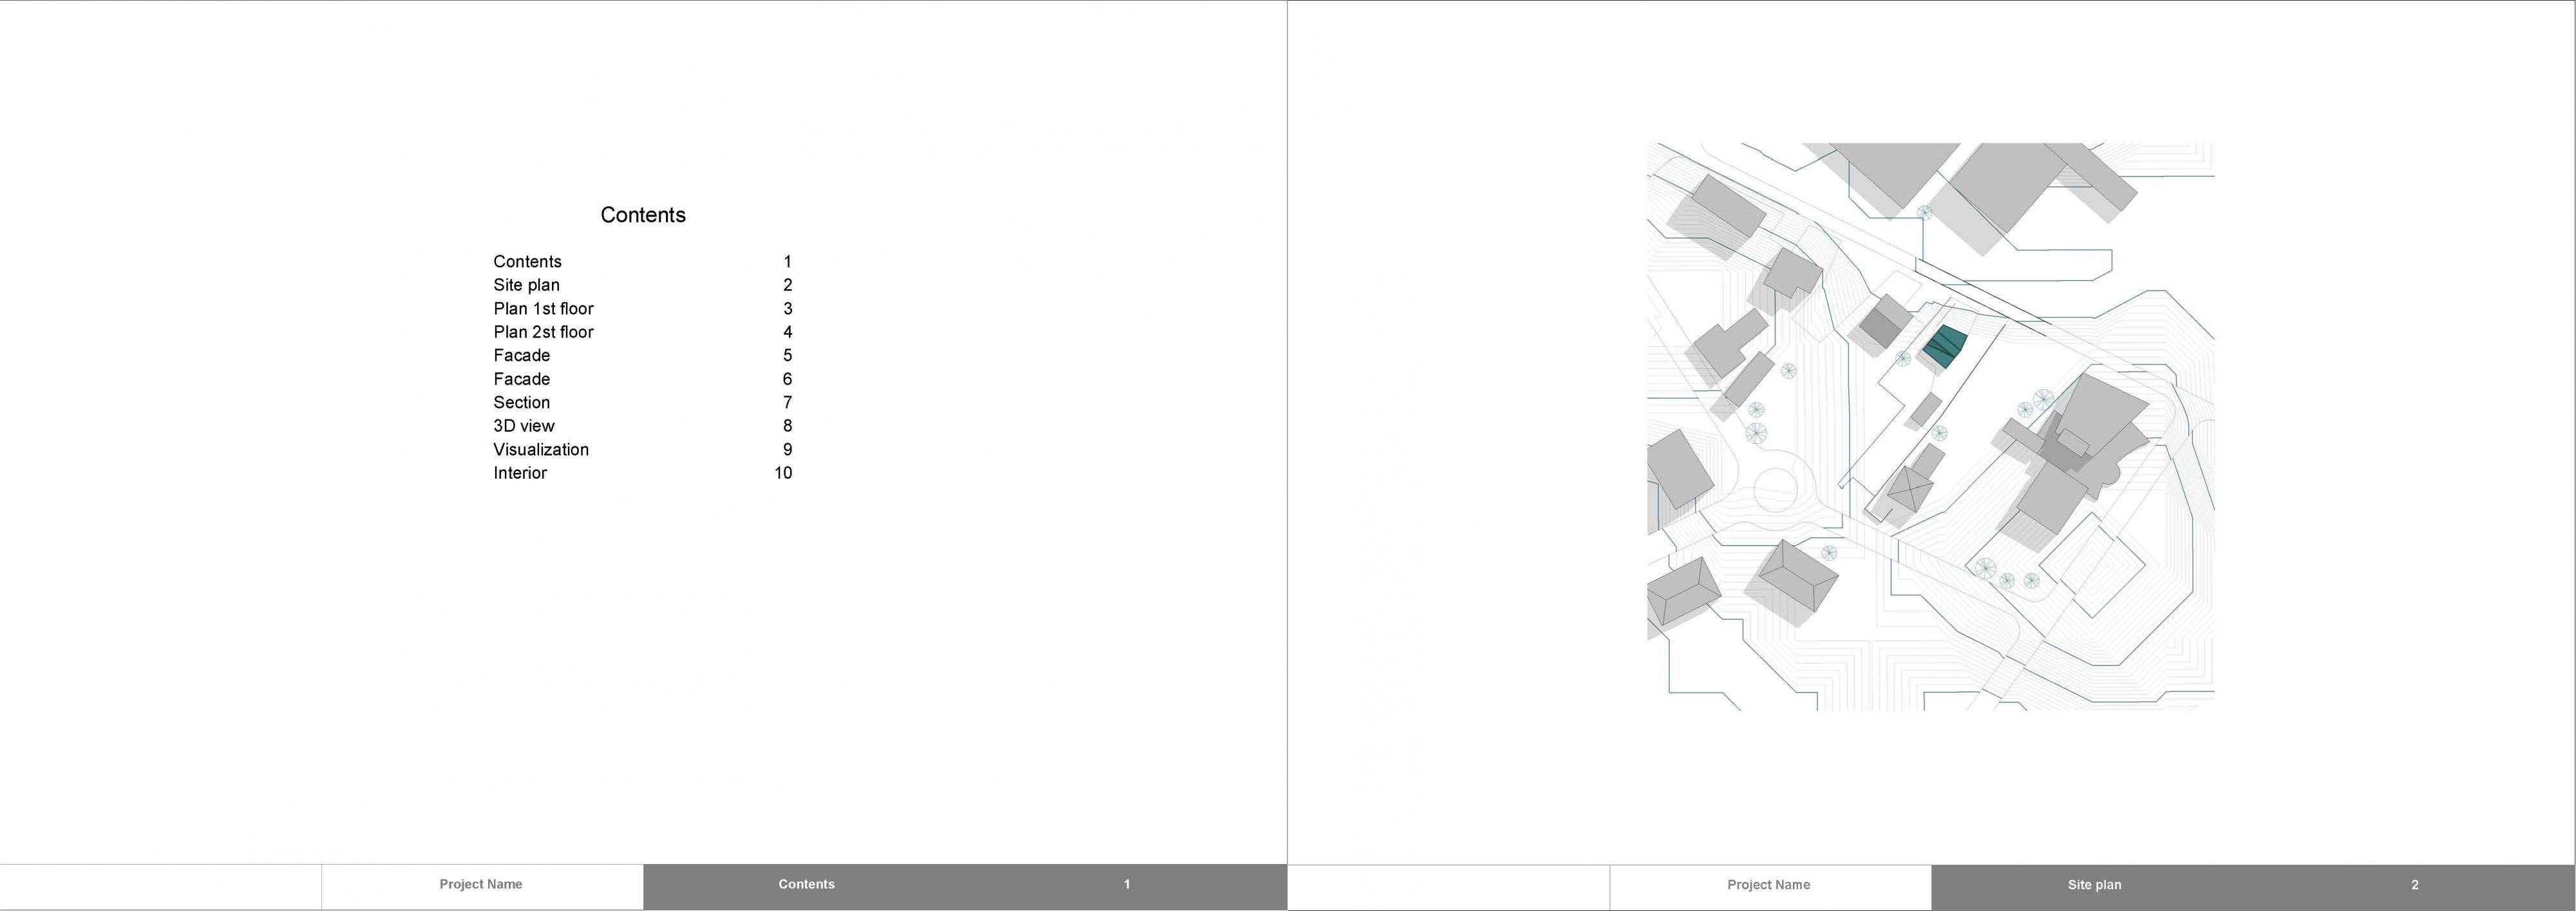 Contents
Contents 1
Site plan 2
Plan 1st floor 3
Plan 2st floor 4
Facade 5
Facade 6
Section 7
3D view 8
Visualization 9
Interior 10
Project Name Contents 1
Project Name Site plan 2